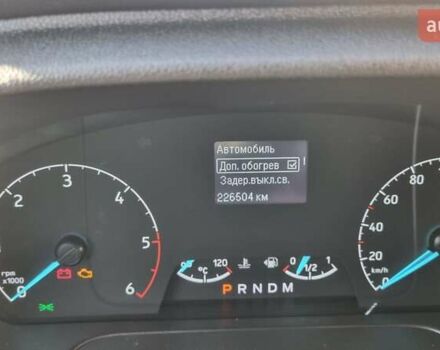 au
Автомобиль
Доп. обогрев
!
Задер.выкл.св.
226504 км
2
3
4
5
6
0
rpm
x1000
120
°C
0
1/2
1
P R N D M
80
60
40
20
0
km/h